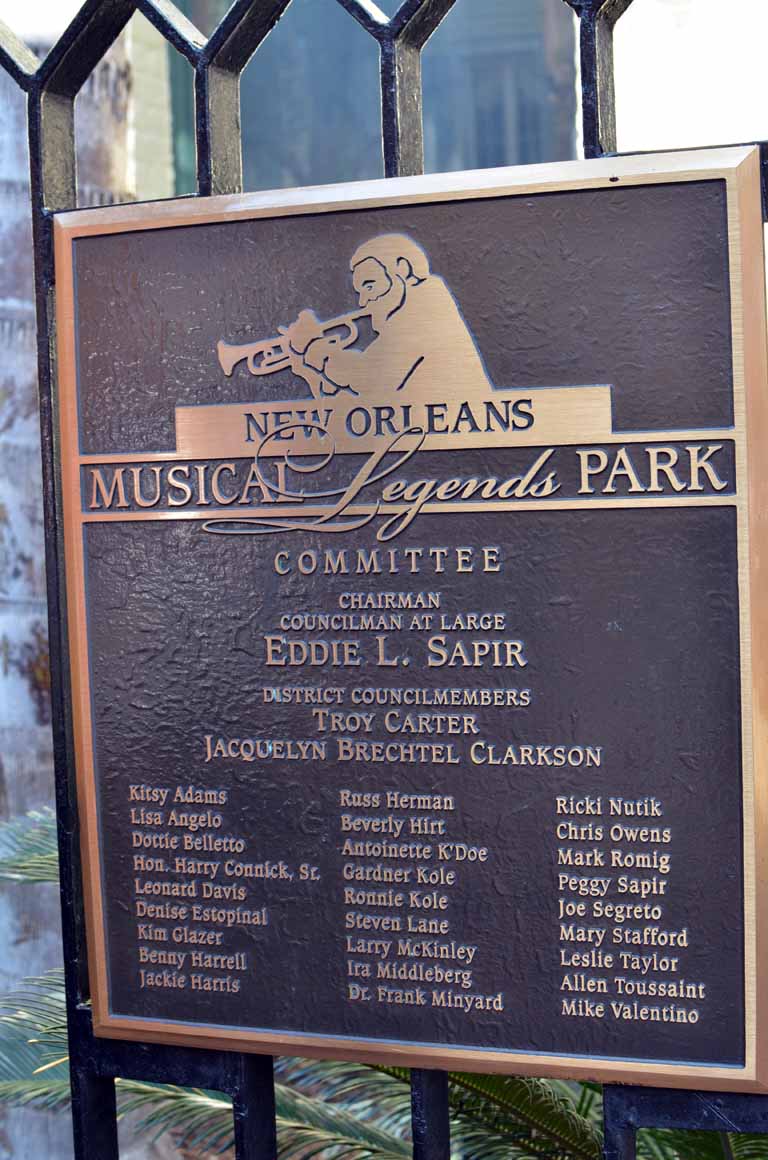 NEW ORLEANS
MUSICAL Legends PARK
COMMITTEE
CHAIRMAN
COUNCILMAN AT LARGE
EDDIE L. SAPIR
DISTRICT COUNCILMEMBERS
TROY CARTER
JACQUELYN BRECHTEL CLARKSON
Kitsy Adams
Lisa Angelo
Dottie Belletto
Hon. Harry Connick, Sr.
Leonard Davis
Denise Estopinal
Kim Glazer
Benny Harrell
Jackie Harris
Russ Herman
Beverly Hirt
Antoinette K'Doe
Gardner Kole
Ronnie Kole
Steven Lane
Larry McKinley
Ira Middleberg
Dr. Frank Minyard
Ricki Nutik
Chris Owens
Mark Romig
Peggy Sapir
Joe Segreto
Mary Stafford
Leslie Taylor
Allen Toussaint
Mike Valentino